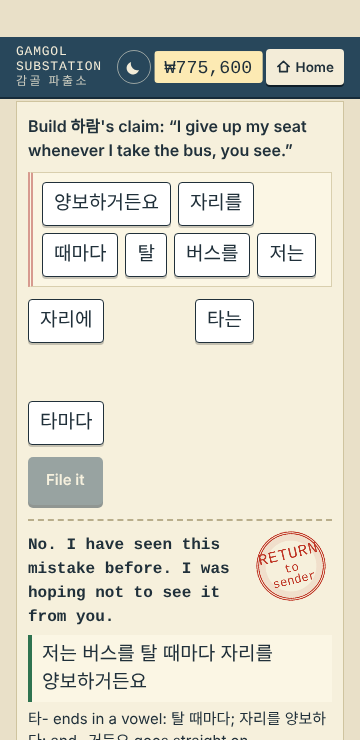 GAMGOL
SUBSTATION
감골 파출소
₩775,600
Home
Build 하람's claim: “I give up my seat
whenever I take the bus, you see.”
양보하거든요 자리를
때마다 탈 버스를 저는
자리에 타는
타마다
File it
No. I have seen this
mistake before. I was
hoping not to see it
from you.
RETURN
to
sender
저는 버스를 탈 때마다 자리를
양보하거든요
타- ends in a vowel: 탈 때마다; 자리를 양보하